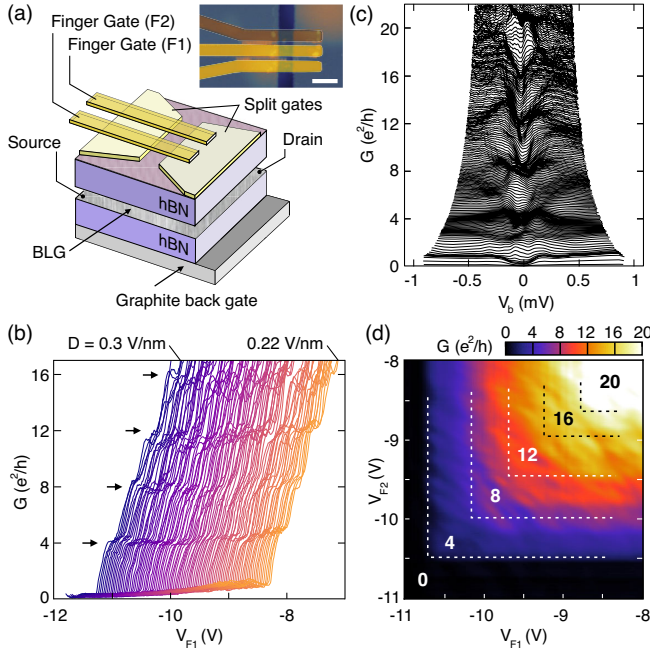 (a)
Finger Gate (F2)
Finger Gate (F1)
Split gates
Source
Drain
hBN
hBN
BLG
Graphite back gate
(c)
G (e²/h)
20
16
12
8
4
0
-1 -0.5 0 0.5 1
V_b (mV)
(b)
D = 0.3 V/nm 0.22 V/nm
G (e²/h)
16
12
8
4
0
-12 -10 -8
V_F1 (V)
(d)
G (e²/h) 0 4 8 12 16 20
V_F2 (V)
-8
-9
-10
-11
20
16
12
8
4
0
-11 -10 -9 -8
V_F1 (V)